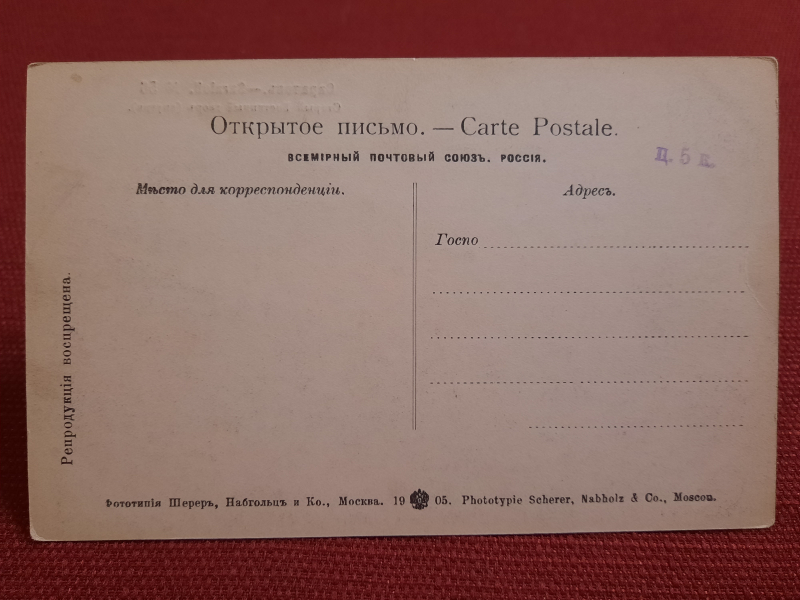 Открытое письмо. — Carte Postale.
ВСЕМІРНЫЙ ПОЧТОВЫЙ СОЮЗЪ. РОССІЯ.
Ц. 5 к.
Мѣсто для корреспонденціи.
Адресъ.
Госпо
Репродукція воспрещена.
Фототипія Шереръ, Набгольцъ и Ко., Москва. 19 05. Phototypie Scherer, Nabholz & Co., Moscou.